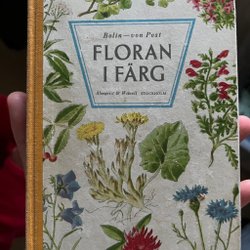 Bolin—von Post
FLORAN
I FÄRG
Almqvist & Wiksell · STOCKHOLM